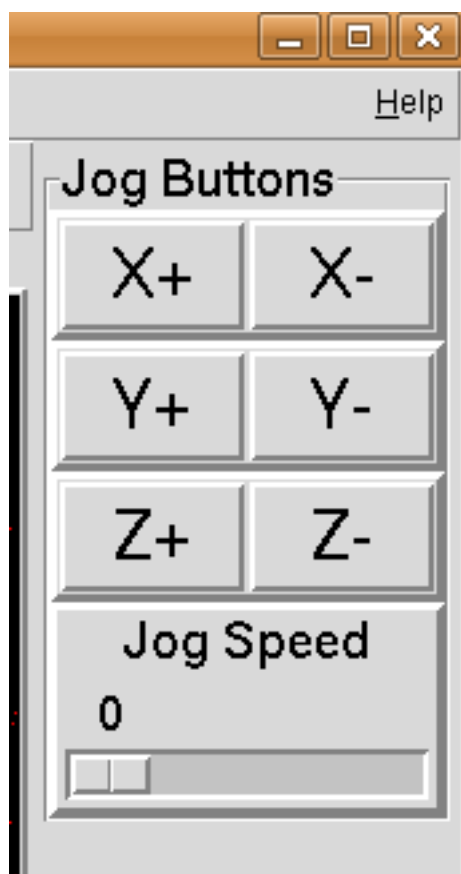 Help
Jog Buttons
X+ X-
Y+ Y-
Z+ Z-
Jog Speed
0